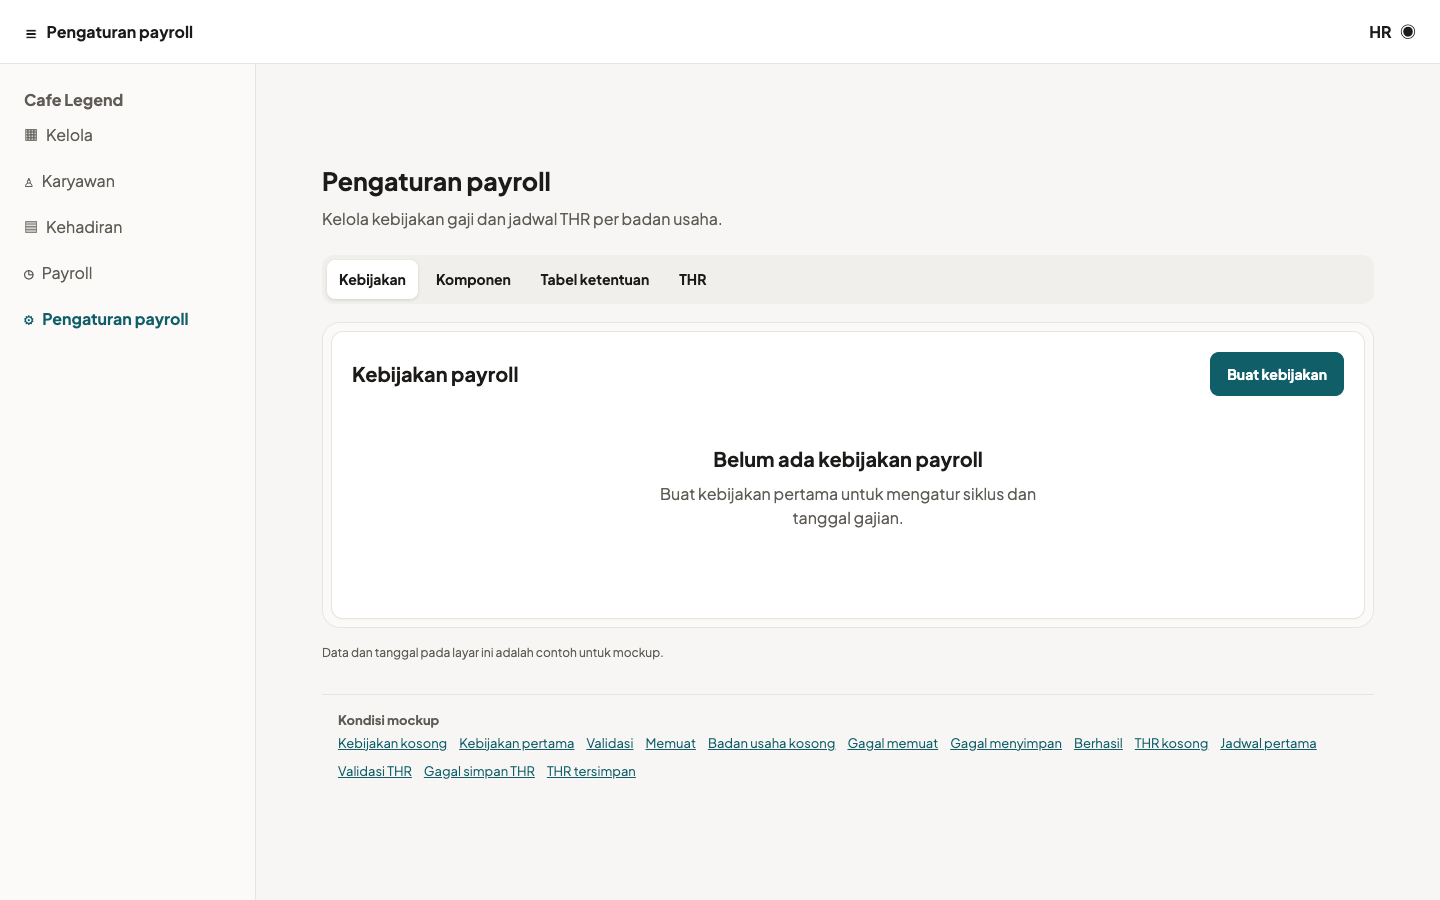 Pengaturan payroll
HR
Cafe Legend
Kelola
Karyawan
Kehadiran
Payroll
Pengaturan payroll
Pengaturan payroll
Kelola kebijakan gaji dan jadwal THR per badan usaha.
Kebijakan Komponen Tabel ketentuan THR
Kebijakan payroll
Buat kebijakan
Belum ada kebijakan payroll
Buat kebijakan pertama untuk mengatur siklus dan
tanggal gajian.
Data dan tanggal pada layar ini adalah contoh untuk mockup.
Kondisi mockup
Kebijakan kosong Kebijakan pertama Validasi Memuat Badan usaha kosong Gagal memuat Gagal menyimpan Berhasil THR kosong Jadwal pertama
Validasi THR Gagal simpan THR THR tersimpan